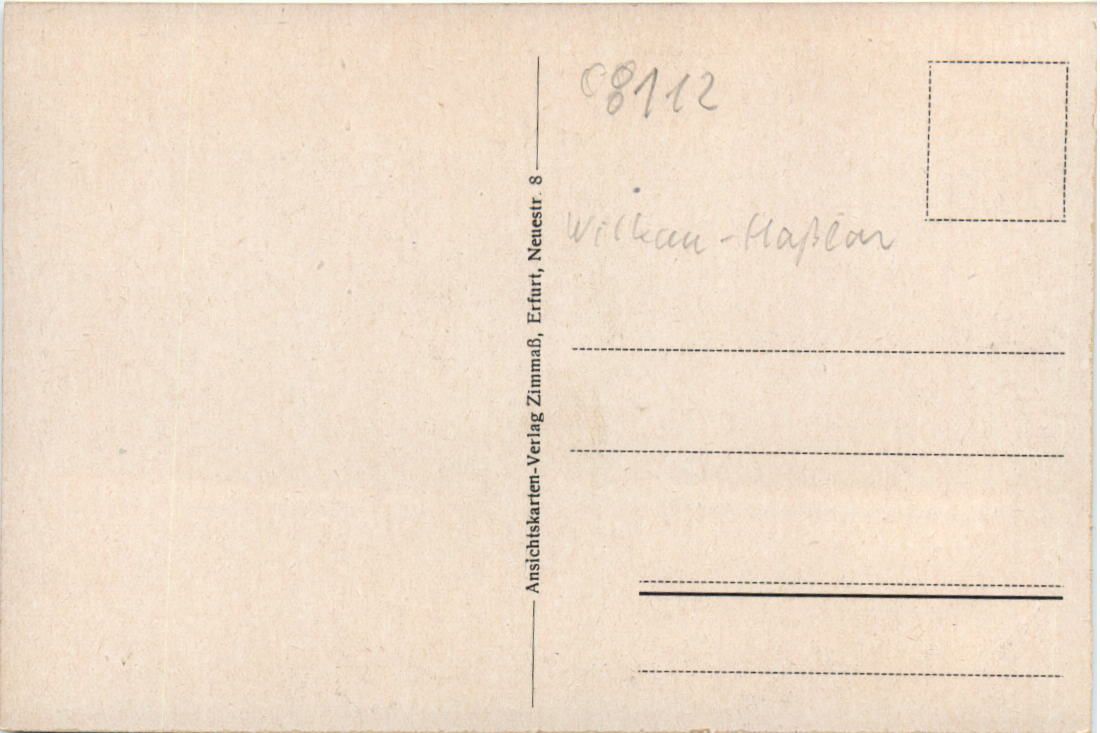 08112
Wilkau-Haßlau
Ansichtskarten-Verlag Zimmaß, Erfurt, Neuestr. 8